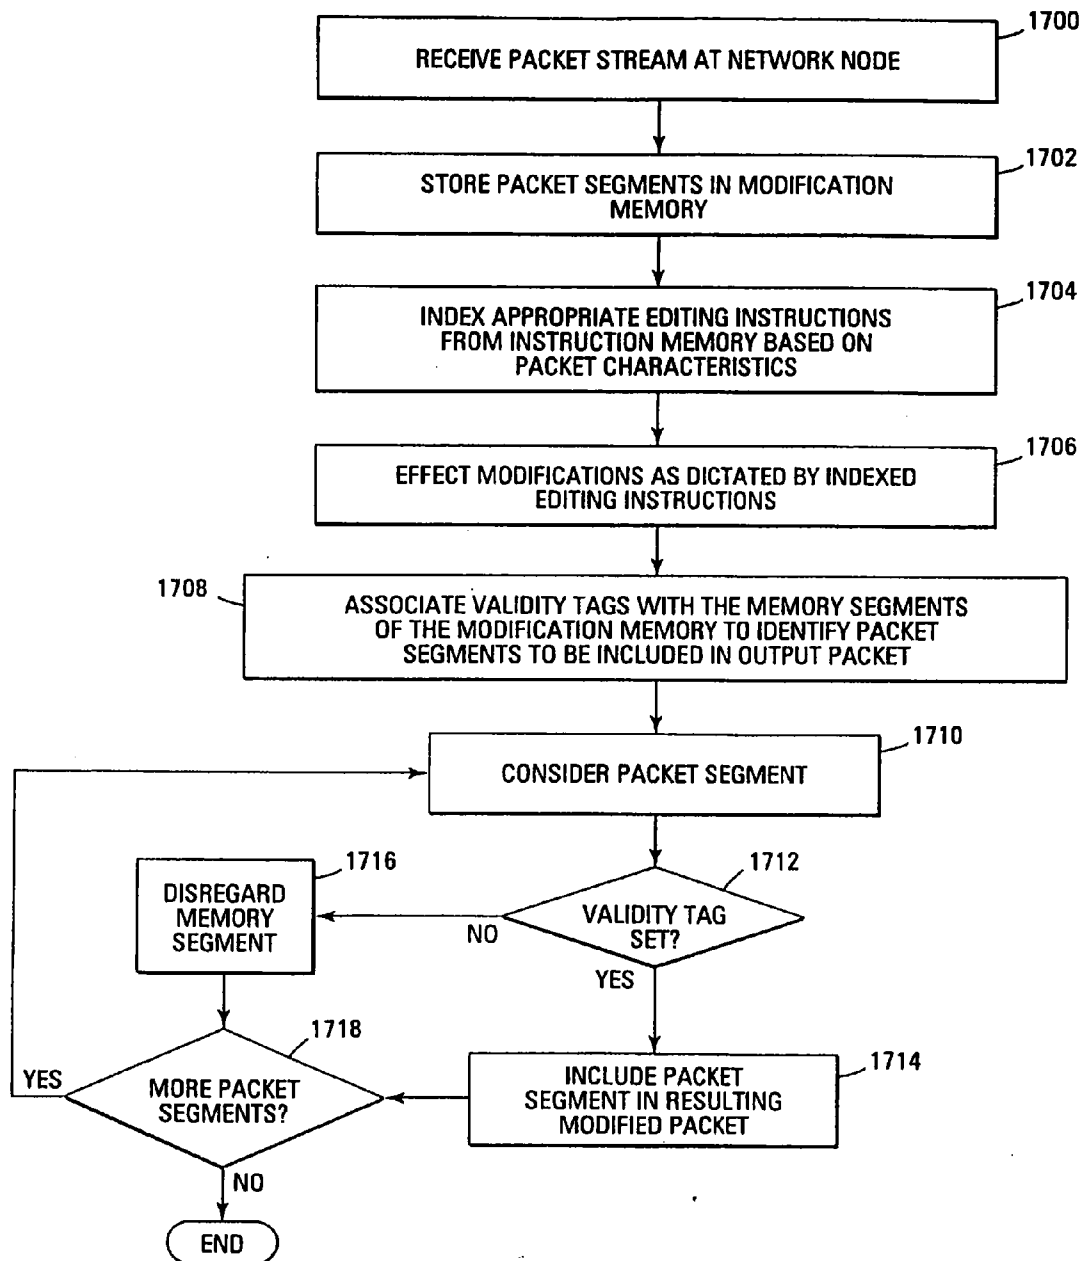 1700
RECEIVE PACKET STREAM AT NETWORK NODE
1702
STORE PACKET SEGMENTS IN MODIFICATION
MEMORY
1704
INDEX APPROPRIATE EDITING INSTRUCTIONS
FROM INSTRUCTION MEMORY BASED ON
PACKET CHARACTERISTICS
1706
EFFECT MODIFICATIONS AS DICTATED BY INDEXED
EDITING INSTRUCTIONS
1708
ASSOCIATE VALIDITY TAGS WITH THE MEMORY SEGMENTS
OF THE MODIFICATION MEMORY TO IDENTIFY PACKET
SEGMENTS TO BE INCLUDED IN OUTPUT PACKET
1710
CONSIDER PACKET SEGMENT
1716
DISREGARD
MEMORY
SEGMENT
1712
VALIDITY TAG
SET?
NO
YES
1718
MORE PACKET
SEGMENTS?
YES
NO
1714
INCLUDE PACKET
SEGMENT IN RESULTING
MODIFIED PACKET
END